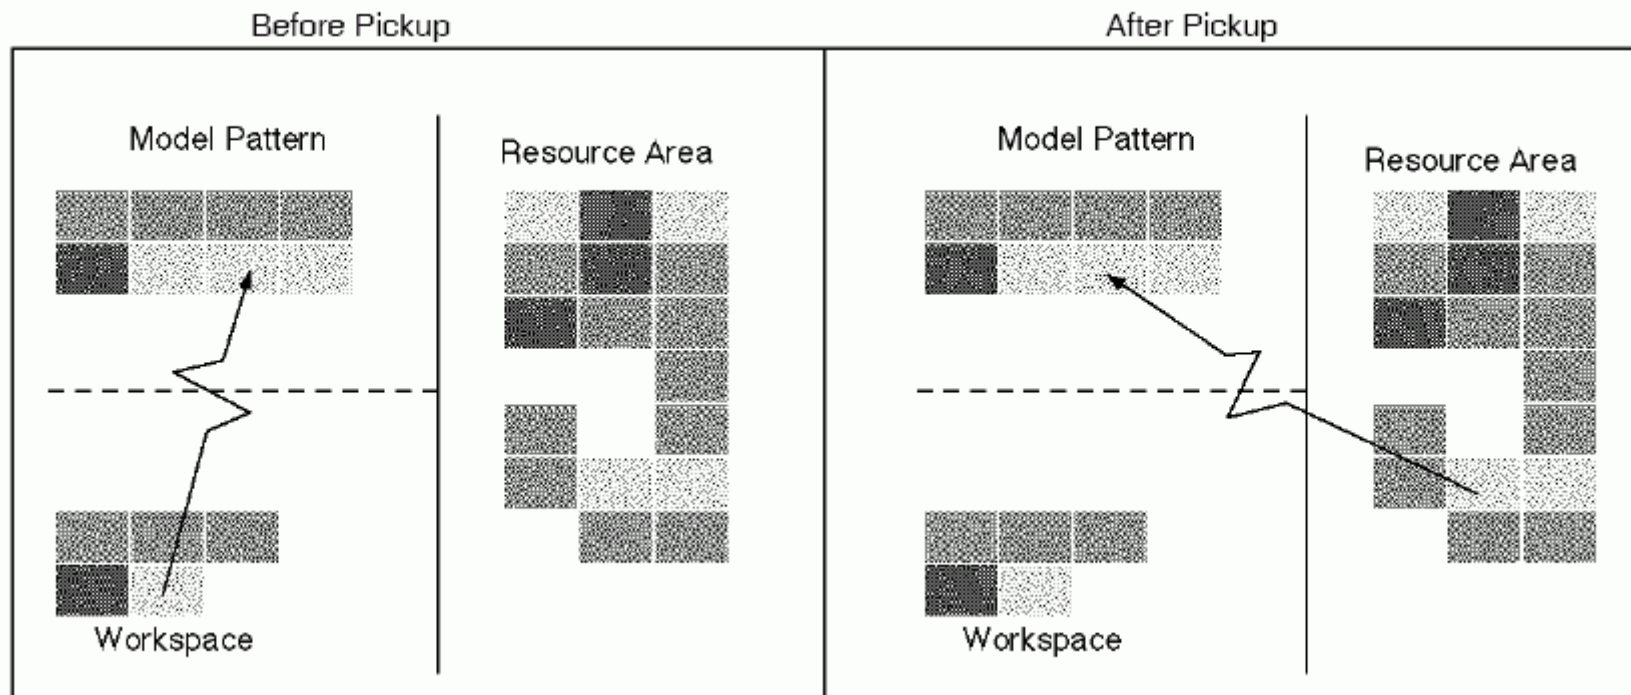 Before Pickup
After Pickup
Model Pattern
Resource Area
Workspace
Model Pattern
Resource Area
Workspace